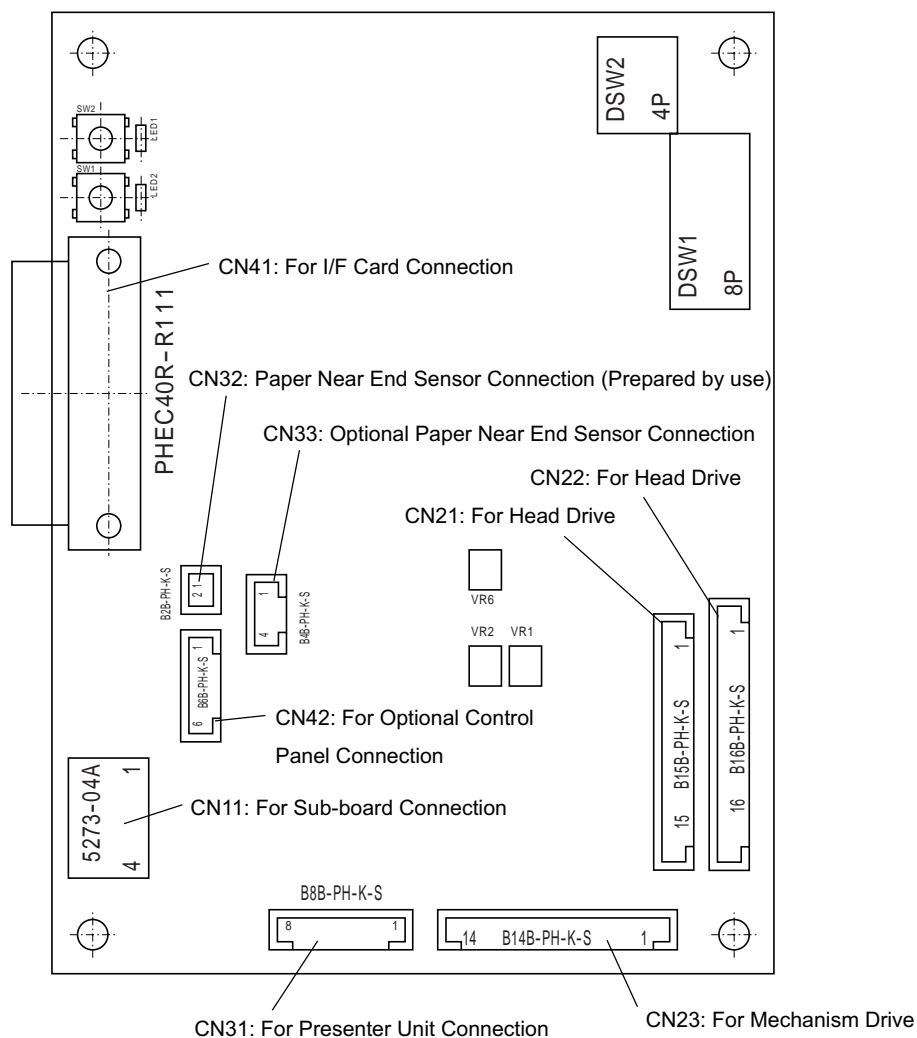 DSW2
4P
SW2
LED1
SW1
LED2
DSW1
8P
CN41: For I/F Card Connection
PHEC40R-R111
CN32: Paper Near End Sensor Connection (Prepared by use)
CN33: Optional Paper Near End Sensor Connection
CN22: For Head Drive
CN21: For Head Drive
B2B-PH-K-S
2 1
1
4
B4B-PH-K-S
VR6
VR2
VR1
1
B6B-PH-K-S
6
1
B15B-PH-K-S
15
1
B16B-PH-K-S
16
CN42: For Optional Control
Panel Connection
5273-04A
1
4
CN11: For Sub-board Connection
B8B-PH-K-S
8
1
14
B14B-PH-K-S
1
CN31: For Presenter Unit Connection
CN23: For Mechanism Drive